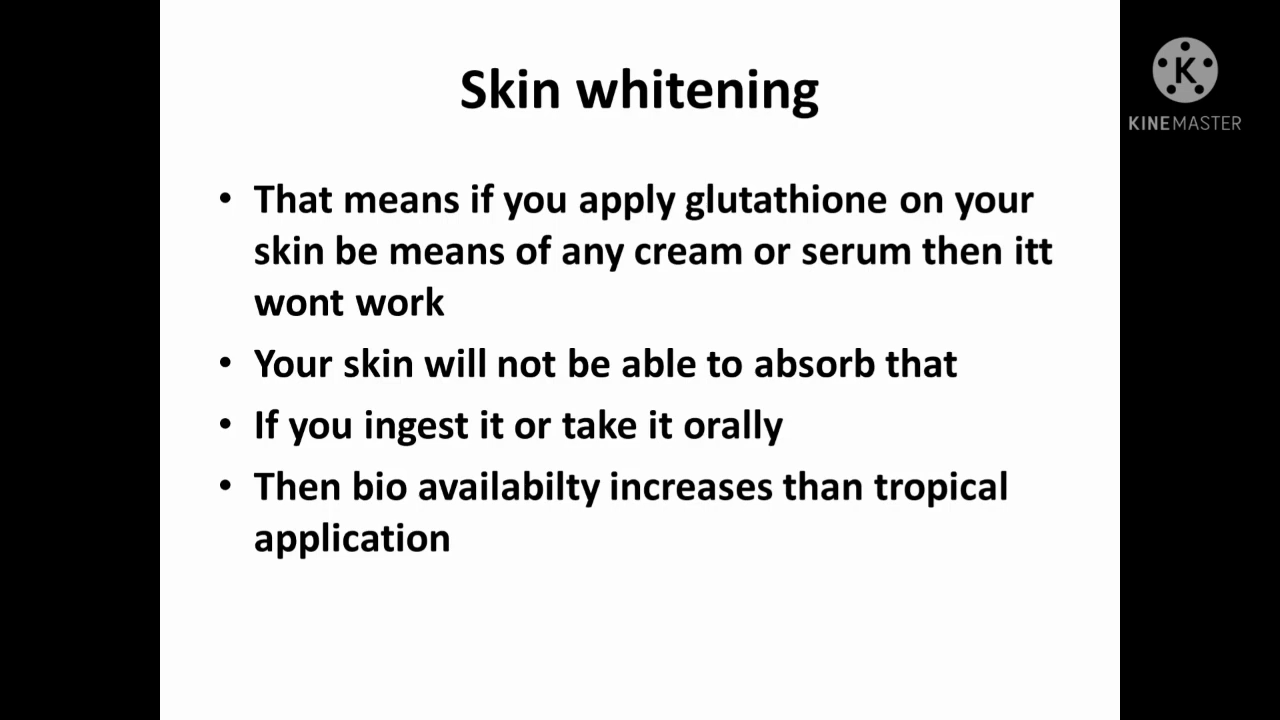 Skin whitening
K
KINEMASTER
• That means if you apply glutathione on your
skin be means of any cream or serum then itt
wont work
• Your skin will not be able to absorb that
• If you ingest it or take it orally
• Then bio availabilty increases than tropical
application